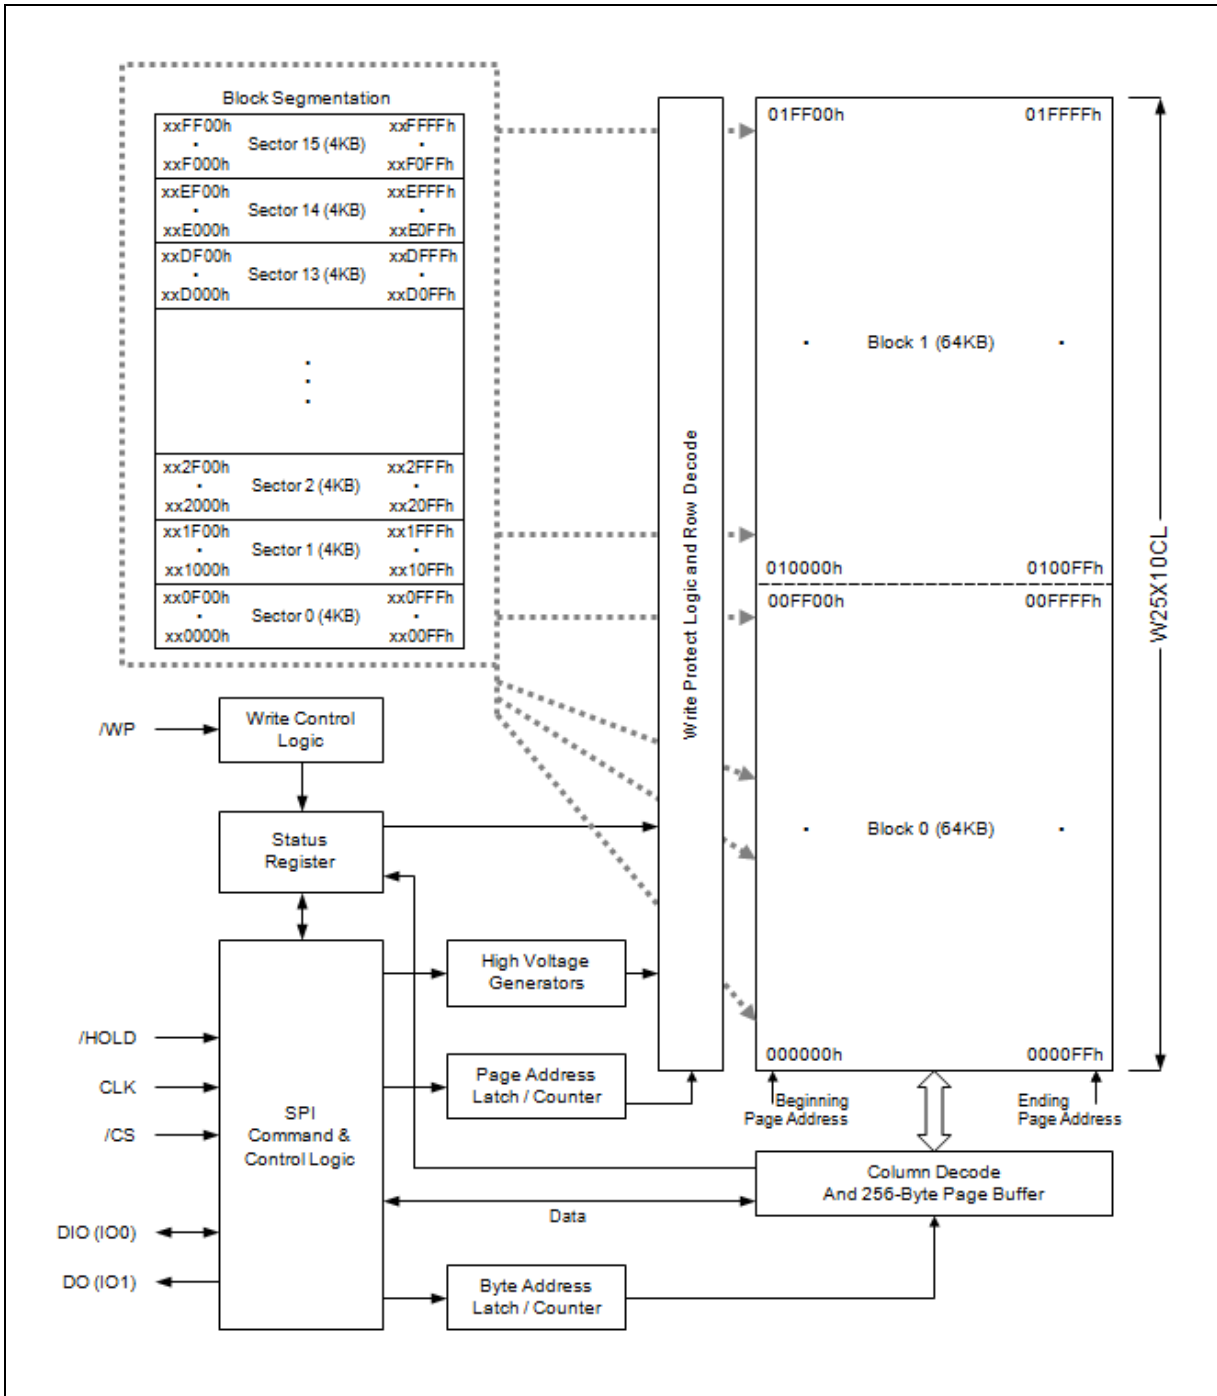 Block Segmentation
xxFF00h xxFFFFh
Sector 15 (4KB)
xxF000h xxF0FFh
xxEF00h xxEFFFh
Sector 14 (4KB)
xxE000h xxE0FFh
xxDF00h xxDFFFh
Sector 13 (4KB)
xxD000h xxD0FFh
xx2F00h xx2FFFh
Sector 2 (4KB)
xx2000h xx20FFh
xx1F00h xx1FFFh
Sector 1 (4KB)
xx1000h xx10FFh
xx0F00h xx0FFFh
Sector 0 (4KB)
xx0000h xx00FFh
Write Protect Logic and Row Decode
01FF00h 01FFFFh
Block 1 (64KB)
010000h 0100FFh
00FF00h 00FFFFh
Block 0 (64KB)
000000h 0000FFh
W25X10CL
Beginning
Page Address
Ending
Page Address
/WP
Write Control
Logic
Status
Register
High Voltage
Generators
/HOLD
CLK
/CS
DIO (IO0)
DO (IO1)
SPI
Command &
Control Logic
Page Address
Latch / Counter
Column Decode
And 256-Byte Page Buffer
Data
Byte Address
Latch / Counter